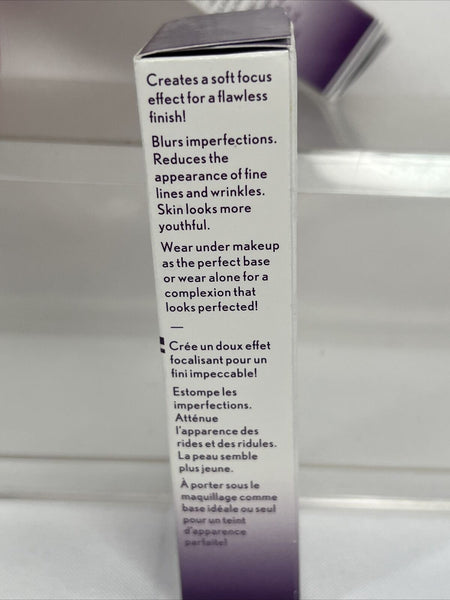 Creates a soft focus
effect for a flawless
finish!
Blurs imperfections.
Reduces the
appearance of fine
lines and wrinkles.
Skin looks more
youthful.
Wear under makeup
as the perfect base
or wear alone for a
complexion that
looks perfected!
—
Crée un doux effet
focalisant pour un
fini impeccable!
Estompe les
imperfections.
Atténue
l'apparence des
rides et des ridules.
La peau semble
plus jeune.
À porter sous le
maquillage comme
base idéale ou seul
pour un teint
d'apparence
parfaite!